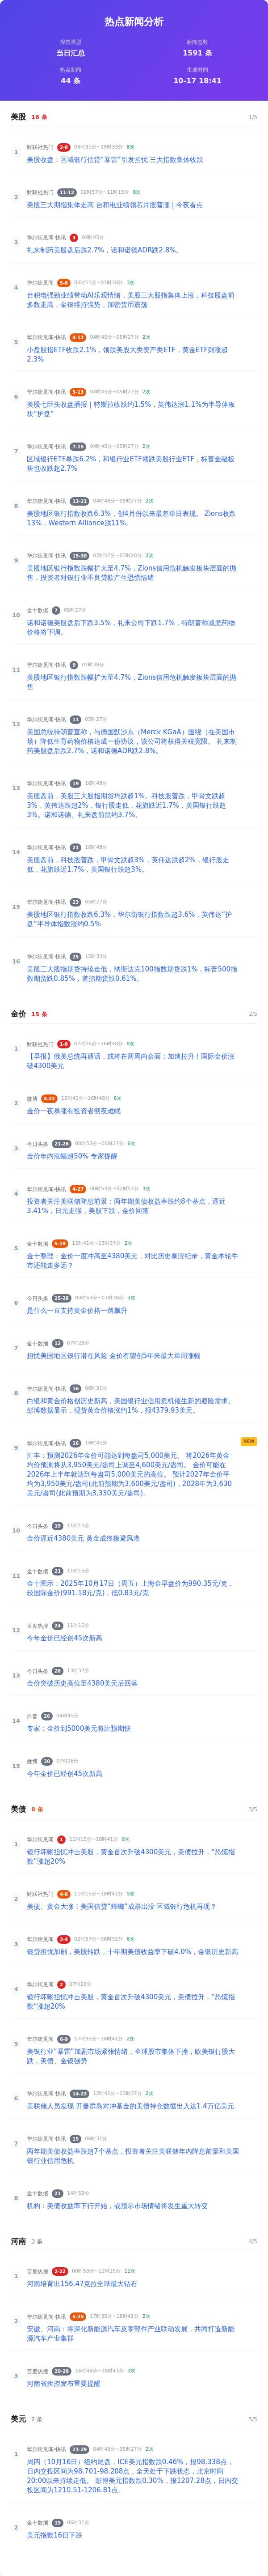 热点新闻分析
报告类型
新闻总数
当日汇总
1591 条
热点新闻
生成时间
44 条
10-17 18:41
美股 16 条 1/5
1
财联社热门 2-6 06时31分~15时33分 8次
美股收盘：区域银行信贷“暴雷”引发担忧 三大指数集体收跌
2
财联社热门 11-12 02时57分~11时15分 8次
美股三大期指集体走高 台积电业绩领芯片股普涨 | 今夜看点
3
华尔街见闻-快讯 3 04时45分
礼来制药美股盘后跌2.7%，诺和诺德ADR跌2.8%。
4
华尔街见闻 5-6 00时53分~01时38分 3次
台积电强劲业绩带动AI乐观情绪，美股三大股指集体上涨，科技股盘前
多数走高，金银维持强势，加密货币震荡
5
华尔街见闻-快讯 4-12 04时45分~05时27分 2次
小盘股指ETF收跌2.1%，领跌美股大类资产类ETF，黄金ETF则涨超
2.3%
6
华尔街见闻-快讯 5-13 04时45分~05时27分 2次
美股七巨头收盘播报｜特斯拉收跌约1.5%，英伟达涨1.1%为半导体板
块“护盘”
7
华尔街见闻-快讯 7-15 04时45分~05时27分 2次
区域银行ETF暴跌6.2%，和银行业ETF领跌美股行业ETF，标普金融板
块也收跌超2.7%
8
华尔街见闻-快讯 13-21 04时45分~05时27分 2次
美股地区银行指数收跌6.3%，创4月份以来最差单日表现。 Zions收跌
13%，Western Alliance跌11%。
9
华尔街见闻-快讯 19-30 02时57分~03时28分 2次
美股地区银行指数跌幅扩大至4.7%，Zions信用危机触发板块层面的抛
售，投资者对银行业不良贷款产生恐慌情绪
10
金十数据 7 05时27分
诺和诺德美股盘后下跌3.5%，礼来公司下跌1.7%，特朗普称减肥药物
价格将下调。
11
华尔街见闻-快讯 9 01时38分
美股地区银行指数跌幅扩大至4.7%，Zions信用危机触发板块层面的抛
售
12
华尔街见闻-快讯 11 05时27分
美国总统特朗普宣称，与德国默沙东（Merck KGaA）围绕（在美国市
场）降低生育药物价格达成一份协议，该公司将获得关税宽限。 礼来制
药美股盘后跌2.7%，诺和诺德ADR跌2.8%。
13
华尔街见闻-快讯 19 16时48分
美股盘前，美股三大股指期货均跌超1%。科技股普跌，甲骨文跌超
3%，英伟达跌超2%，银行股走低，花旗跌近1.7%，美国银行跌超
3%。诺和诺德、礼来盘前跌约3.7%。
14
华尔街见闻-快讯 21 16时48分
美股盘前，科技股普跌，甲骨文跌超3%，英伟达跌超2%，银行股走
低，花旗跌近1.7%，美国银行跌超3%。
15
华尔街见闻-快讯 23 05时27分
美股地区银行指数收跌6.3%，华尔街银行指数跌超3.6%，英伟达“护
盘”半导体指数涨约0.5%
16
华尔街见闻-快讯 25 15时33分
美股三大股指期货持续走低，纳斯达克100指数期货跌1%，标普500指
数期货跌0.85%，道指期货跌0.61%。
金价 15 条 2/5
1
财联社热门 1-8 07时26分~16时48分 8次
【早报】俄美总统再通话，或将在两周内会面；加速拉升！国际金价涨
破4300美元
2
微博 4-22 12时41分~16时48分 6次
金价一夜暴涨有投资者彻夜难眠
3
今日头条 21-26 00时53分~05时27分 6次
金价年内涨幅超50% 专家提醒
4
华尔街见闻-快讯 4-27 00时54分~02时57分 3次
投资者关注美联储降息前景：两年期美债收益率跌约8个基点，逼近
3.41%，日元走强，美股下跌，金价回落
5
金十数据 5-19 12时41分~13时37分 2次
金十整理：金价一度冲高至4380美元，对比历史暴涨纪录，黄金本轮牛
市还能走多远？
6
今日头条 25-28 00时53分~01时38分 3次
是什么一直支持黄金价格一路飙升
7
金十数据 12 07时26分
担忧美国地区银行潜在风险 金价有望创5年来最大单周涨幅
8
华尔街见闻-快讯 16 06时31分
白银和黄金价格创历史新高，美国银行业信用危机催生新的避险需求。
彭博数据显示，现货黄金价格涨约1%，报4379.93美元。
9
华尔街见闻-快讯 16 18时41分 NEW
汇丰：预测2026年金价可能达到每盎司5,000美元。 将2026年黄金
均价预测将从3,950美元/盎司上调至4,600美元/盎司。 金价可能在
2026年上半年就达到每盎司5,000美元的高位。 预计2027年金价平
均为3,950美元/盎司(此前预期为3,600美元/盎司)，2028年为3,630
美元/盎司(此前预期为3,330美元/盎司)。
10
今日头条 19 11时15分
金价逼近4380美元 黄金成终极避风港
11
金十数据 21 11时15分
金十图示：2025年10月17日（周五）上海金早盘价为990.35元/克，
较国际金价(991.18元/克)，低0.83元/克
12
百度热搜 24 11时15分
今年金价已经创45次新高
13
今日头条 26 13时37分
金价突破历史高位至4380美元后回落
14
抖音 26 04时45分
专家：金价到5000美元将比预期快
15
微博 30 07时26分
今年金价已经创45次新高
美债 8 条 3/5
1
华尔街见闻 1 11时15分~18时41分 9次
银行坏账担忧冲击美股，黄金首次升破4300美元，美债拉升，“恐慌指
数”涨超20%
2
财联社热门 4-8 11时15分~18时41分 9次
美债、黄金大涨！美国信贷“蟑螂”成群出没 区域银行危机再现？
3
华尔街见闻 3-4 02时57分~06时31分 6次
银贷担忧加剧，美股转跌，十年期美债收益率下破4.0%，金银历史新高
4
华尔街见闻 2 07时26分
银行坏账担忧冲击美股，黄金首次升破4300美元，美债拉升，“恐慌指
数”涨超20%
5
华尔街见闻 6-9 17时35分~18时41分 2次
美银行业“暴雷”加剧市场紧张情绪，全球股市集体下挫，欧美银行股大
跌，美债、金银强势
6
华尔街见闻-快讯 14-23 12时41分~13时37分 2次
美联储人员发现 开曼群岛对冲基金的美债持仓数据出入达1.4万亿美元
7
华尔街见闻-快讯 15 06时31分
两年期美债收益率跌超7个基点，投资者关注美联储年内降息前景和美国
银行业信用危机
8
金十数据 21 14时53分
机构：美债收益率下行开始，或预示市场情绪将发生重大转变
河南 3 条 4/5
1
百度热搜 2-22 00时53分~11时15分 11次
河南培育出156.47克拉全球最大钻石
2
华尔街见闻-快讯 5-25 17时35分~18时41分 2次
安徽、河南：将深化新能源汽车及零部件产业联动发展，共同打造新能
源汽车产业集群
3
百度热搜 20-28 16时48分~18时41分 3次
河南省疾控发布重要提醒
美元 2 条 5/5
1
华尔街见闻-快讯 21-29 04时45分~05时27分 2次
周四（10月16日）纽约尾盘，ICE美元指数跌0.46%，报98.338点，
日内交投区间为98.701-98.208点，全天处于下跌状态，北京时间
20:00以来持续走低。 彭博美元指数跌0.30%，报1207.28点，日内交
投区间为1210.51-1206.81点。
2
金十数据 19 06时31分
美元指数16日下跌